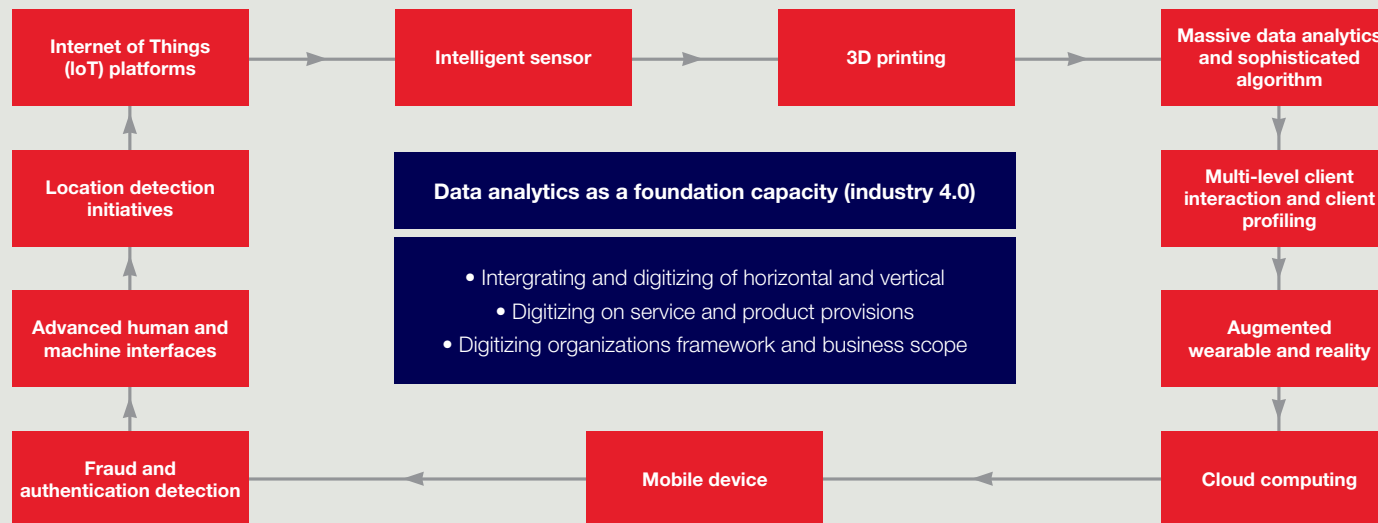 Internet of Things
(IoT) platforms
Intelligent sensor
3D printing
Massive data analytics
and sophisticated
algorithm
Location detection
initiatives
Data analytics as a foundation capacity (industry 4.0)
Multi-level client
interaction and client
profiling
• Intergrating and digitizing of horizontal and vertical
• Digitizing on service and product provisions
• Digitizing organizations framework and business scope
Advanced human and
machine interfaces
Augmented
wearable and reality
Fraud and
authentication detection
Mobile device
Cloud computing